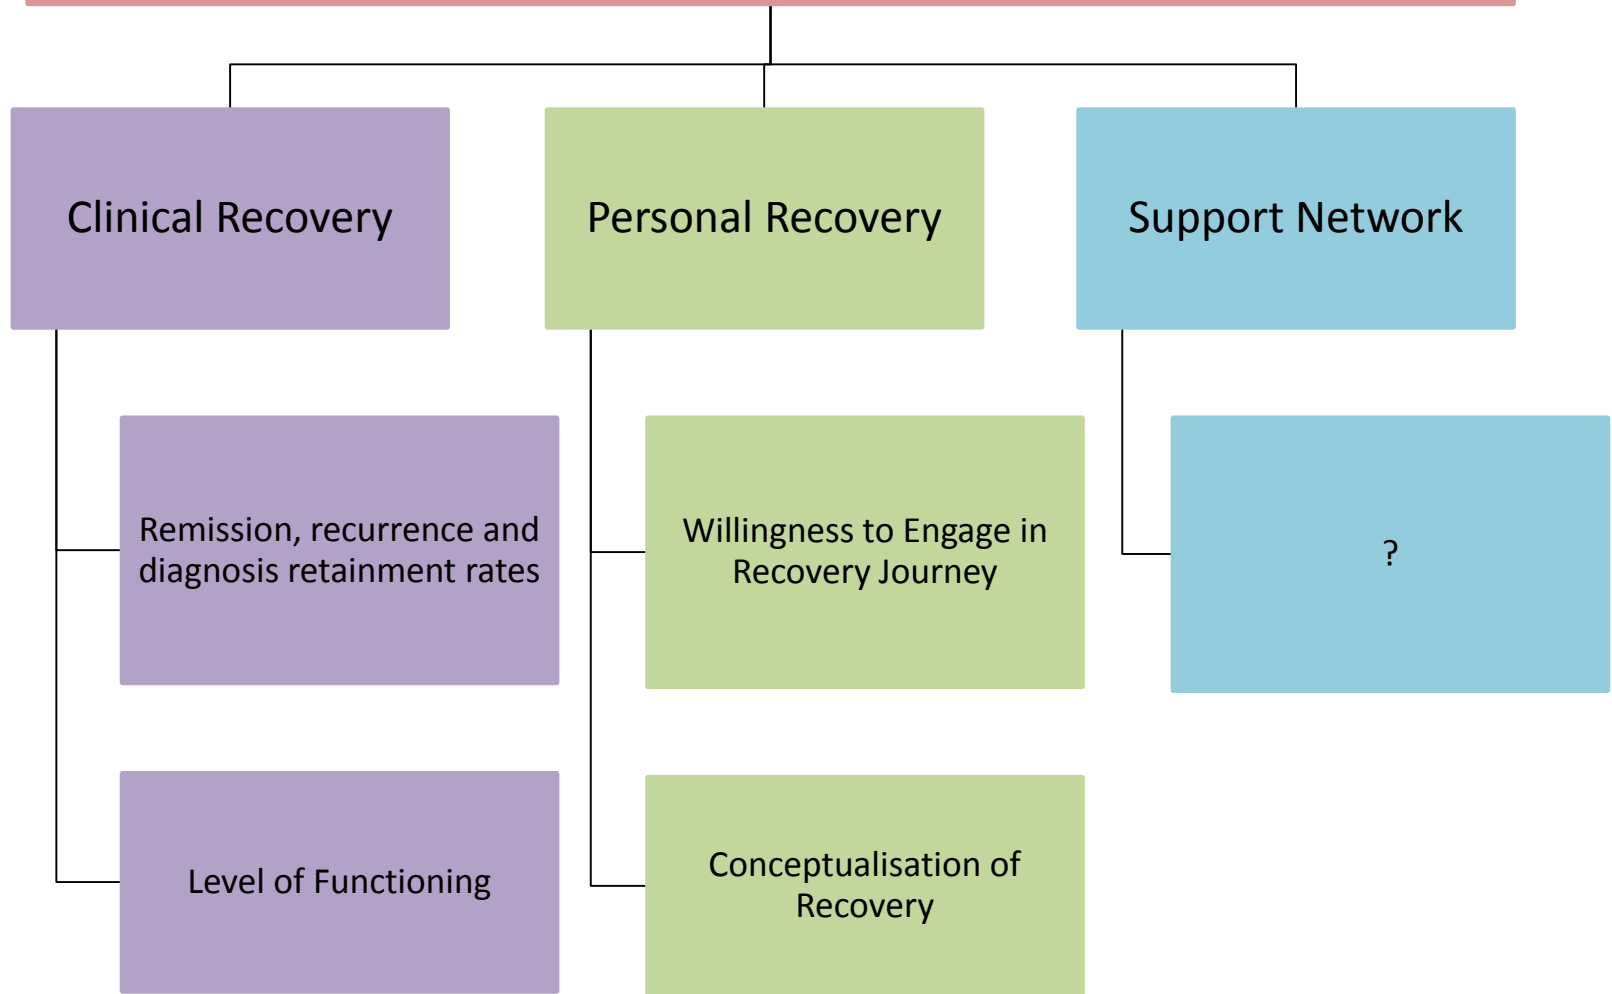 Clinical Recovery
Personal Recovery
Support Network
Remission, recurrence and
diagnosis retainment rates
Willingness to Engage in
Recovery Journey
?
Level of Functioning
Conceptualisation of
Recovery